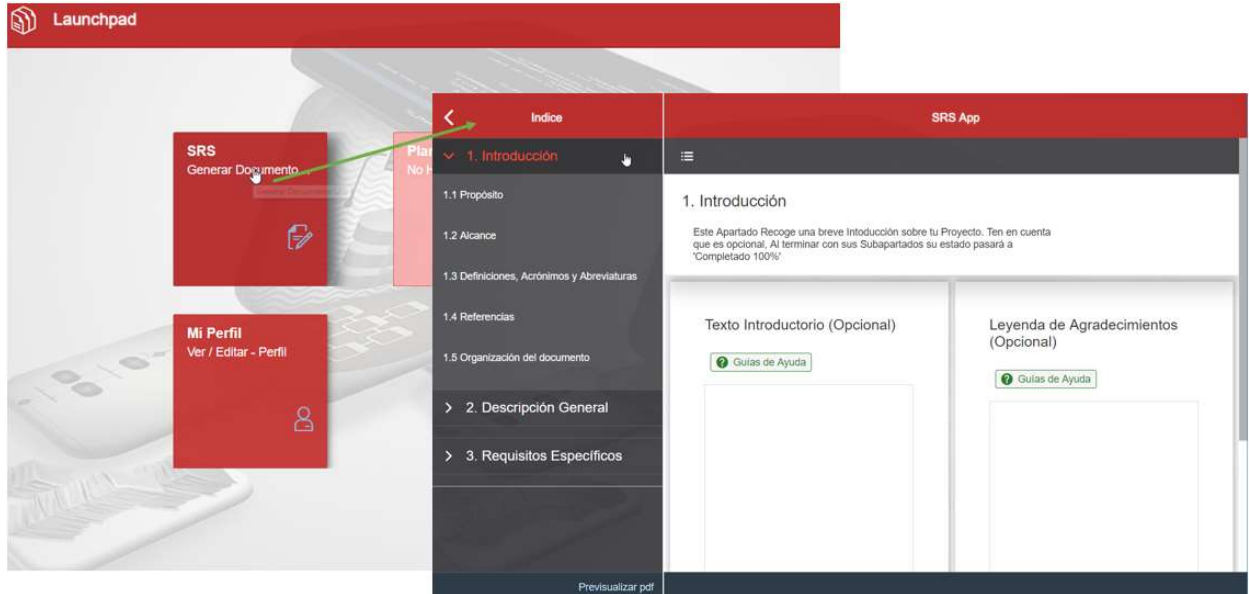 Launchpad
SRS
Generar Documento...
Mi Perfil
Ver / Editar - Perfil
Indice
1. Introducción
1.1 Propósito
1.2 Alcance
1.3 Definiciones, Acrónimos y Abreviaturas
1.4 Referencias
1.5 Organización del documento
2. Descripción General
3. Requisitos Específicos
Previsualizar pdf
SRS App
1. Introducción
Este Apartado Recoge una breve Intoducción sobre tu Proyecto. Ten en cuenta
que es opcional, Al terminar con sus Subapartados su estado pasará a
'Completado 100%'
Texto Introductorio (Opcional)
Guías de Ayuda
Leyenda de Agradecimientos
(Opcional)
Guías de Ayuda